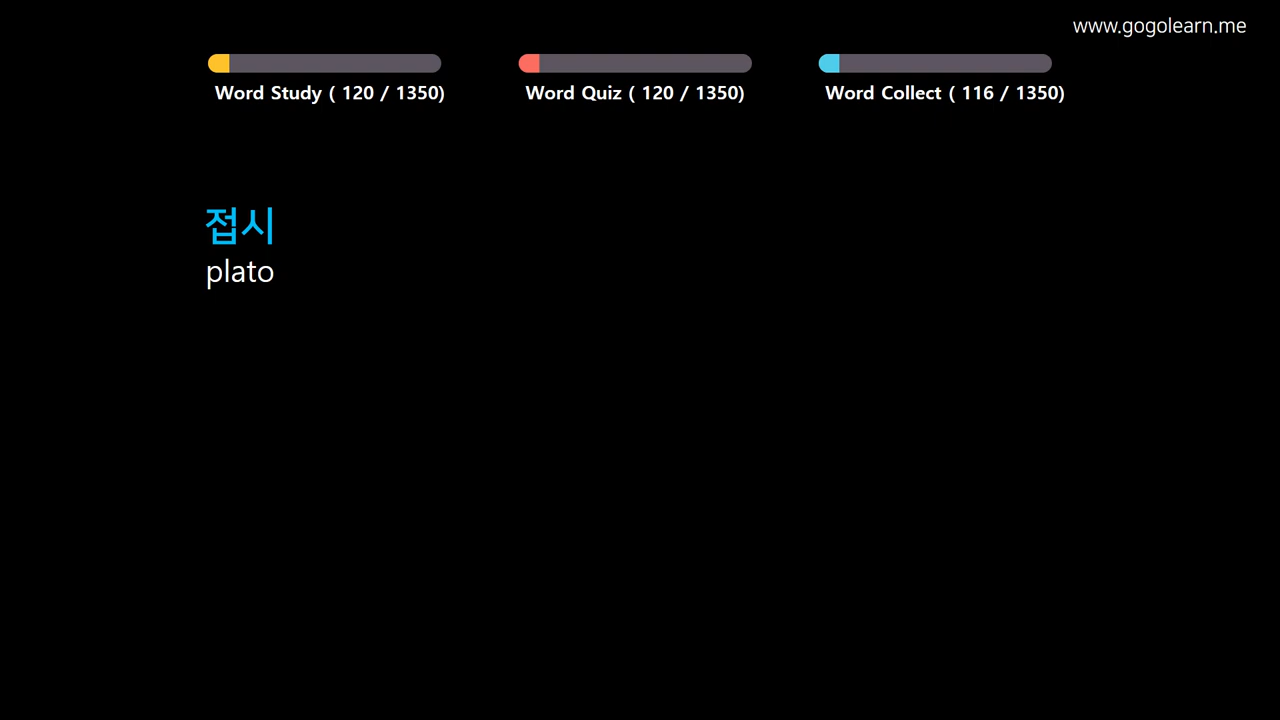 www.gogolearn.me
Word Study ( 120 / 1350)
Word Quiz ( 120 / 1350)
Word Collect ( 116 / 1350)
접시
plato